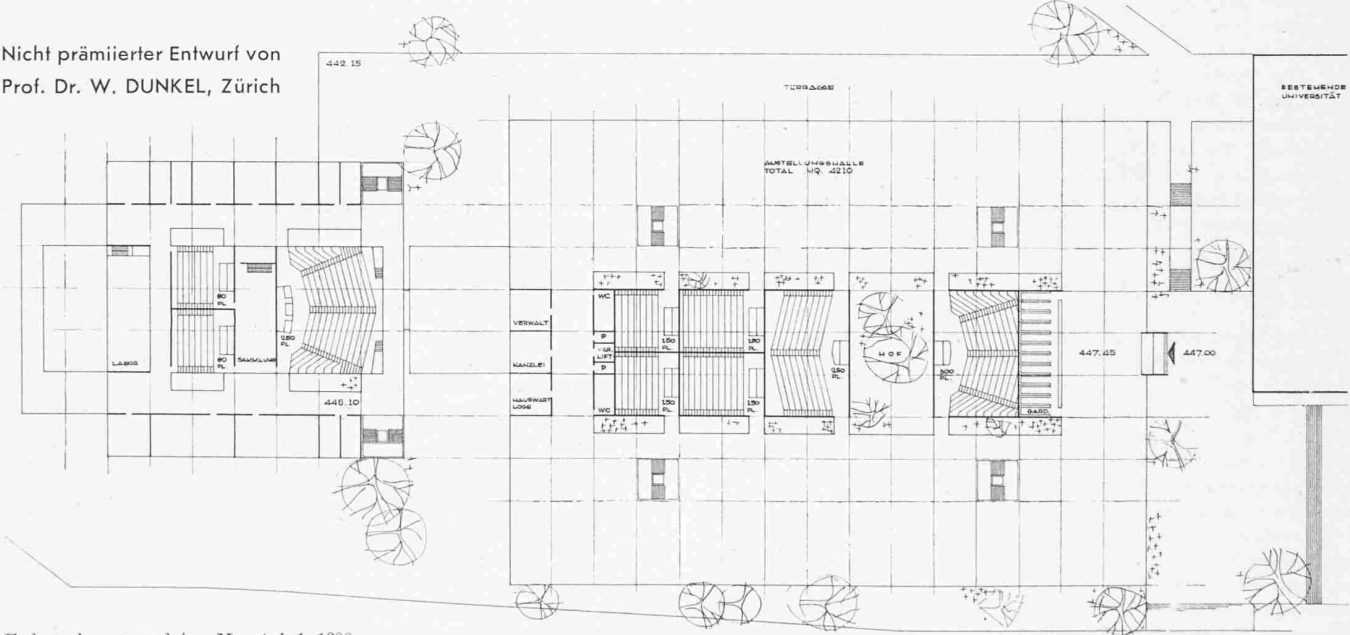 Nicht prämiierter Entwurf von
Prof. Dr. W. DUNKEL, Zürich
442.15
TERRASSE
BESTEHENDE
UNIVERSITÄT
AUSTELLUNGSHALLE
TOTAL MQ. 4210
LABOR
80
PL.
80
PL.
SAMMLUNG
250
PL.
446.10
VERWALT
KANZLEI
HAUSWART
LOGE
WC
P
LIFT
P
WC
150
PL.
150
PL.
150
PL.
150
PL.
250
PL.
HOF
500
PL.
GARD.
447.45
447.00